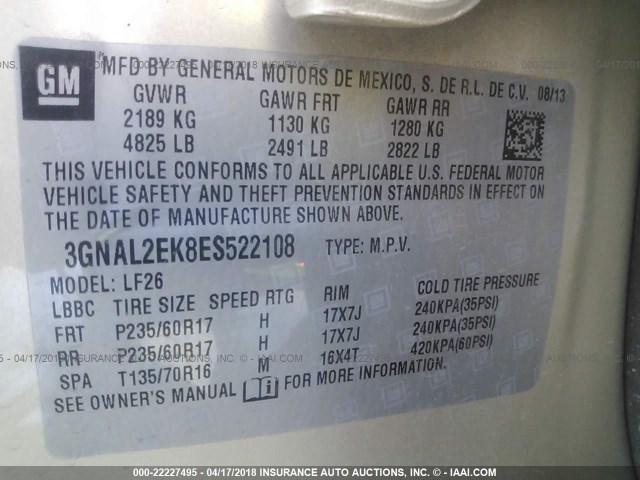 GM
MFD BY GENERAL MOTORS DE MEXICO, S. DE R.L. DE C.V. 08/13
GVWR GAWR FRT GAWR RR
2189 KG 1130 KG 1280 KG
4825 LB 2491 LB 2822 LB
THIS VEHICLE CONFORMS TO ALL APPLICABLE U.S. FEDERAL MOTOR
VEHICLE SAFETY AND THEFT PREVENTION STANDARDS IN EFFECT ON
THE DATE OF MANUFACTURE SHOWN ABOVE.
3GNAL2EK8ES522108 TYPE: M.P.V.
MODEL: LF26
LBBC TIRE SIZE SPEED RTG RIM COLD TIRE PRESSURE
FRT P235/60R17 H 17X7J 240KPA(35PSI)
RR P235/60R17 H 17X7J 240KPA(35PSI)
SPA T135/70R16 M 16X4T 420KPA(60PSI)
SEE OWNER'S MANUAL FOR MORE INFORMATION.
000-22227495 - 04/17/2018 INSURANCE AUTO AUCTIONS, INC. - © IAAI.COM